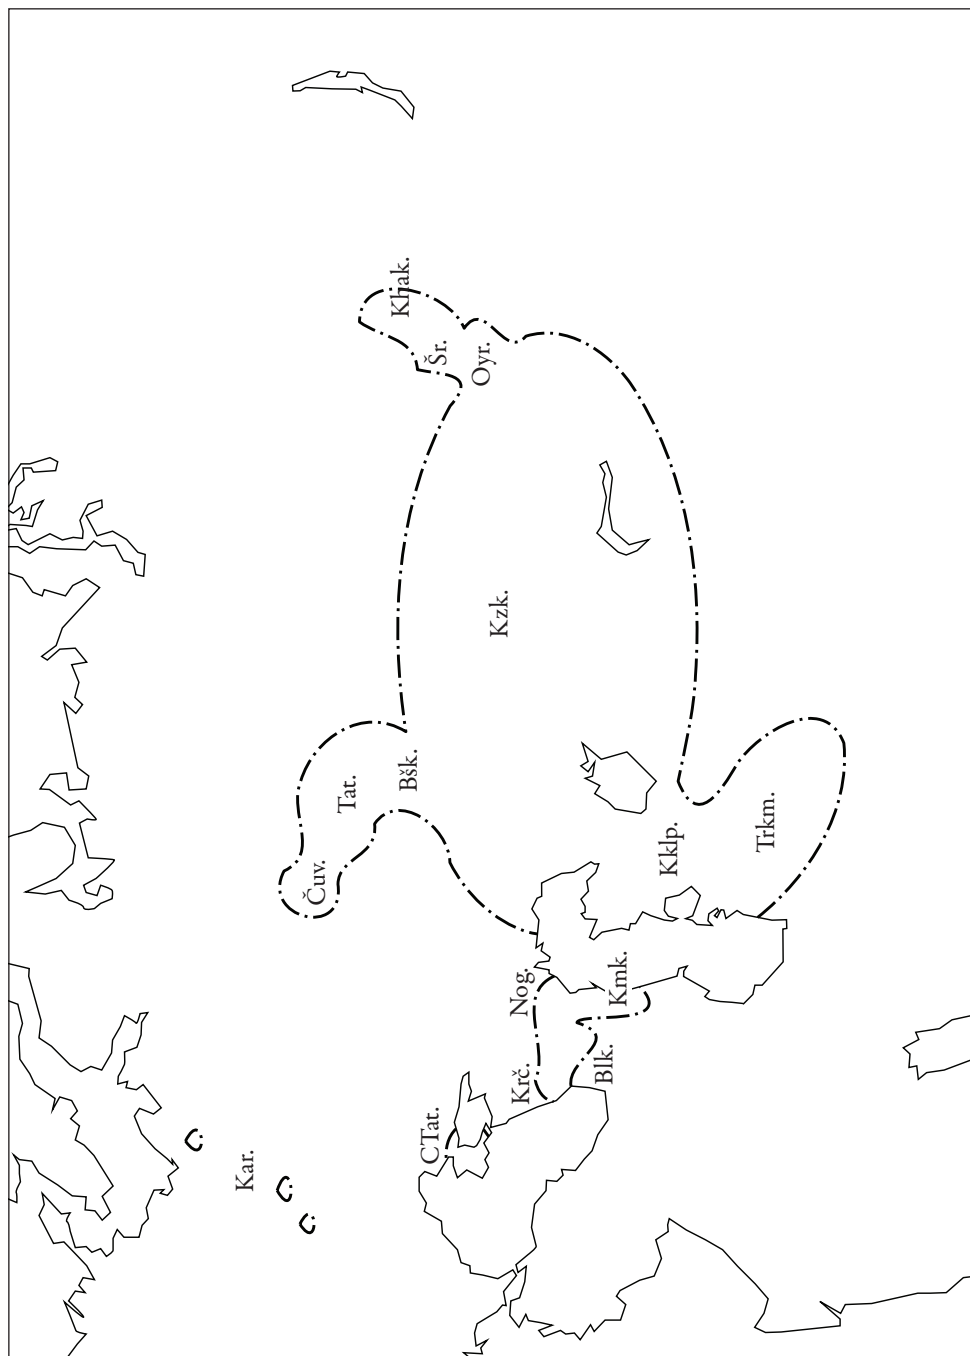 Khak.
Šr.
Oyr.
Kzk.
Tat.
Bšk.
Čuv.
Kklp.
Trkm.
Nog.
Kmk.
Krč.
Blk.
CTat.
Kar.